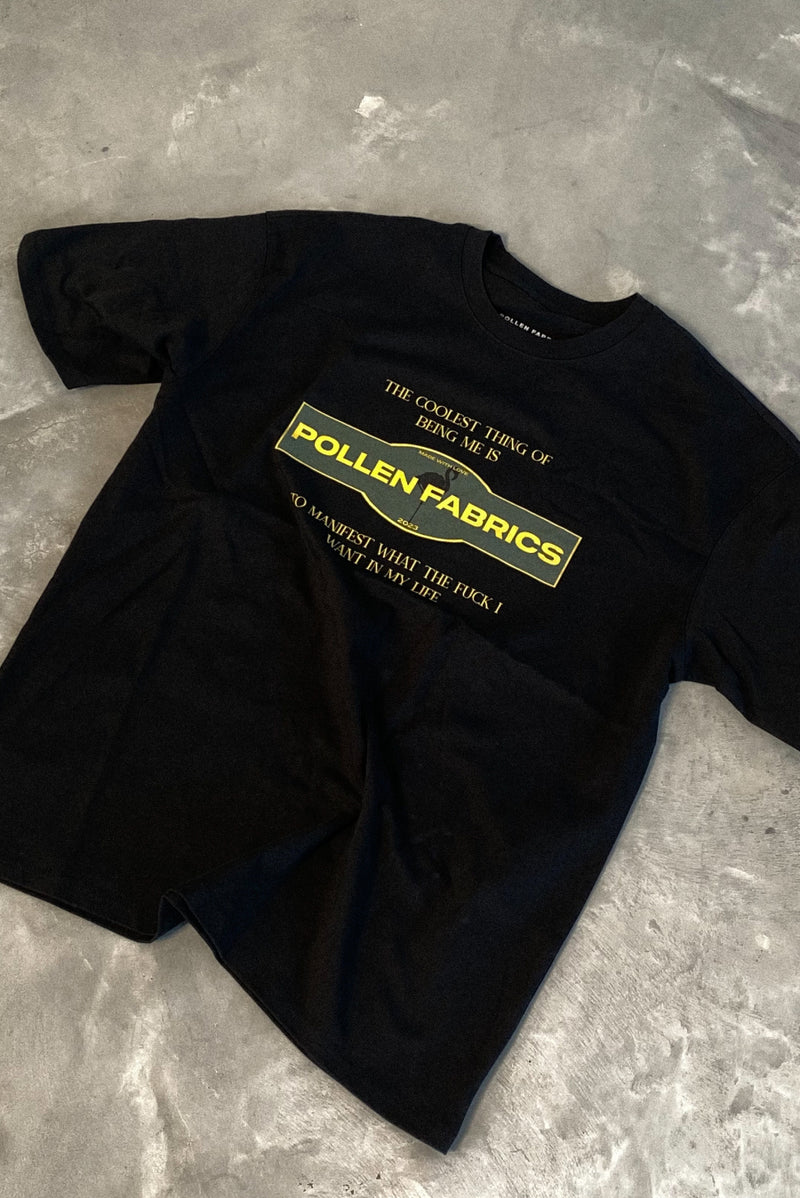 POLLEN FABR
THE COOLEST THING OF
BEING ME IS
MADE WITH LOVE
POLLEN FABRICS
2023
TO MANIFEST WHAT THE FUCK I
WANT IN MY LIFE